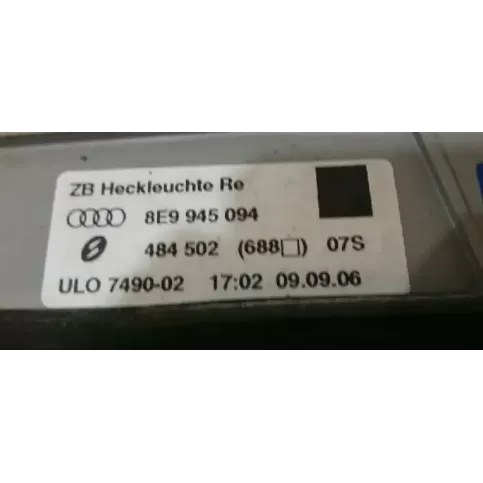 ZB Heckleuchte Re
8E9 945 094
484 502 (688□) 07S
ULO 7490-02 17:02 09.09.06